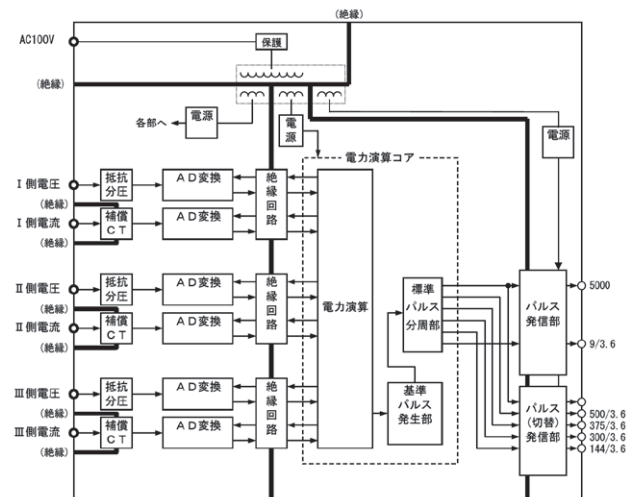 (絶縁)
AC100V
保護
(絶縁)
各部へ
電源
電
源
電源
電力演算コア
Ⅰ側電圧
抵抗
分圧
AD変換
絶
縁
回
路
(絶縁)
Ⅰ側電流
補償
CT
AD変換
(絶縁)
Ⅱ側電圧
抵抗
分圧
AD変換
絶
縁
回
路
(絶縁)
Ⅱ側電流
補償
CT
AD変換
(絶縁)
Ⅲ側電圧
抵抗
分圧
AD変換
絶
縁
回
路
(絶縁)
Ⅲ側電流
補償
CT
AD変換
(絶縁)
電力演算
標準
パルス
分周部
基準
パルス
発生部
パルス
発信部
5000
9/3.6
パルス
(切替)
発信部
500/3.6
375/3.6
300/3.6
144/3.6